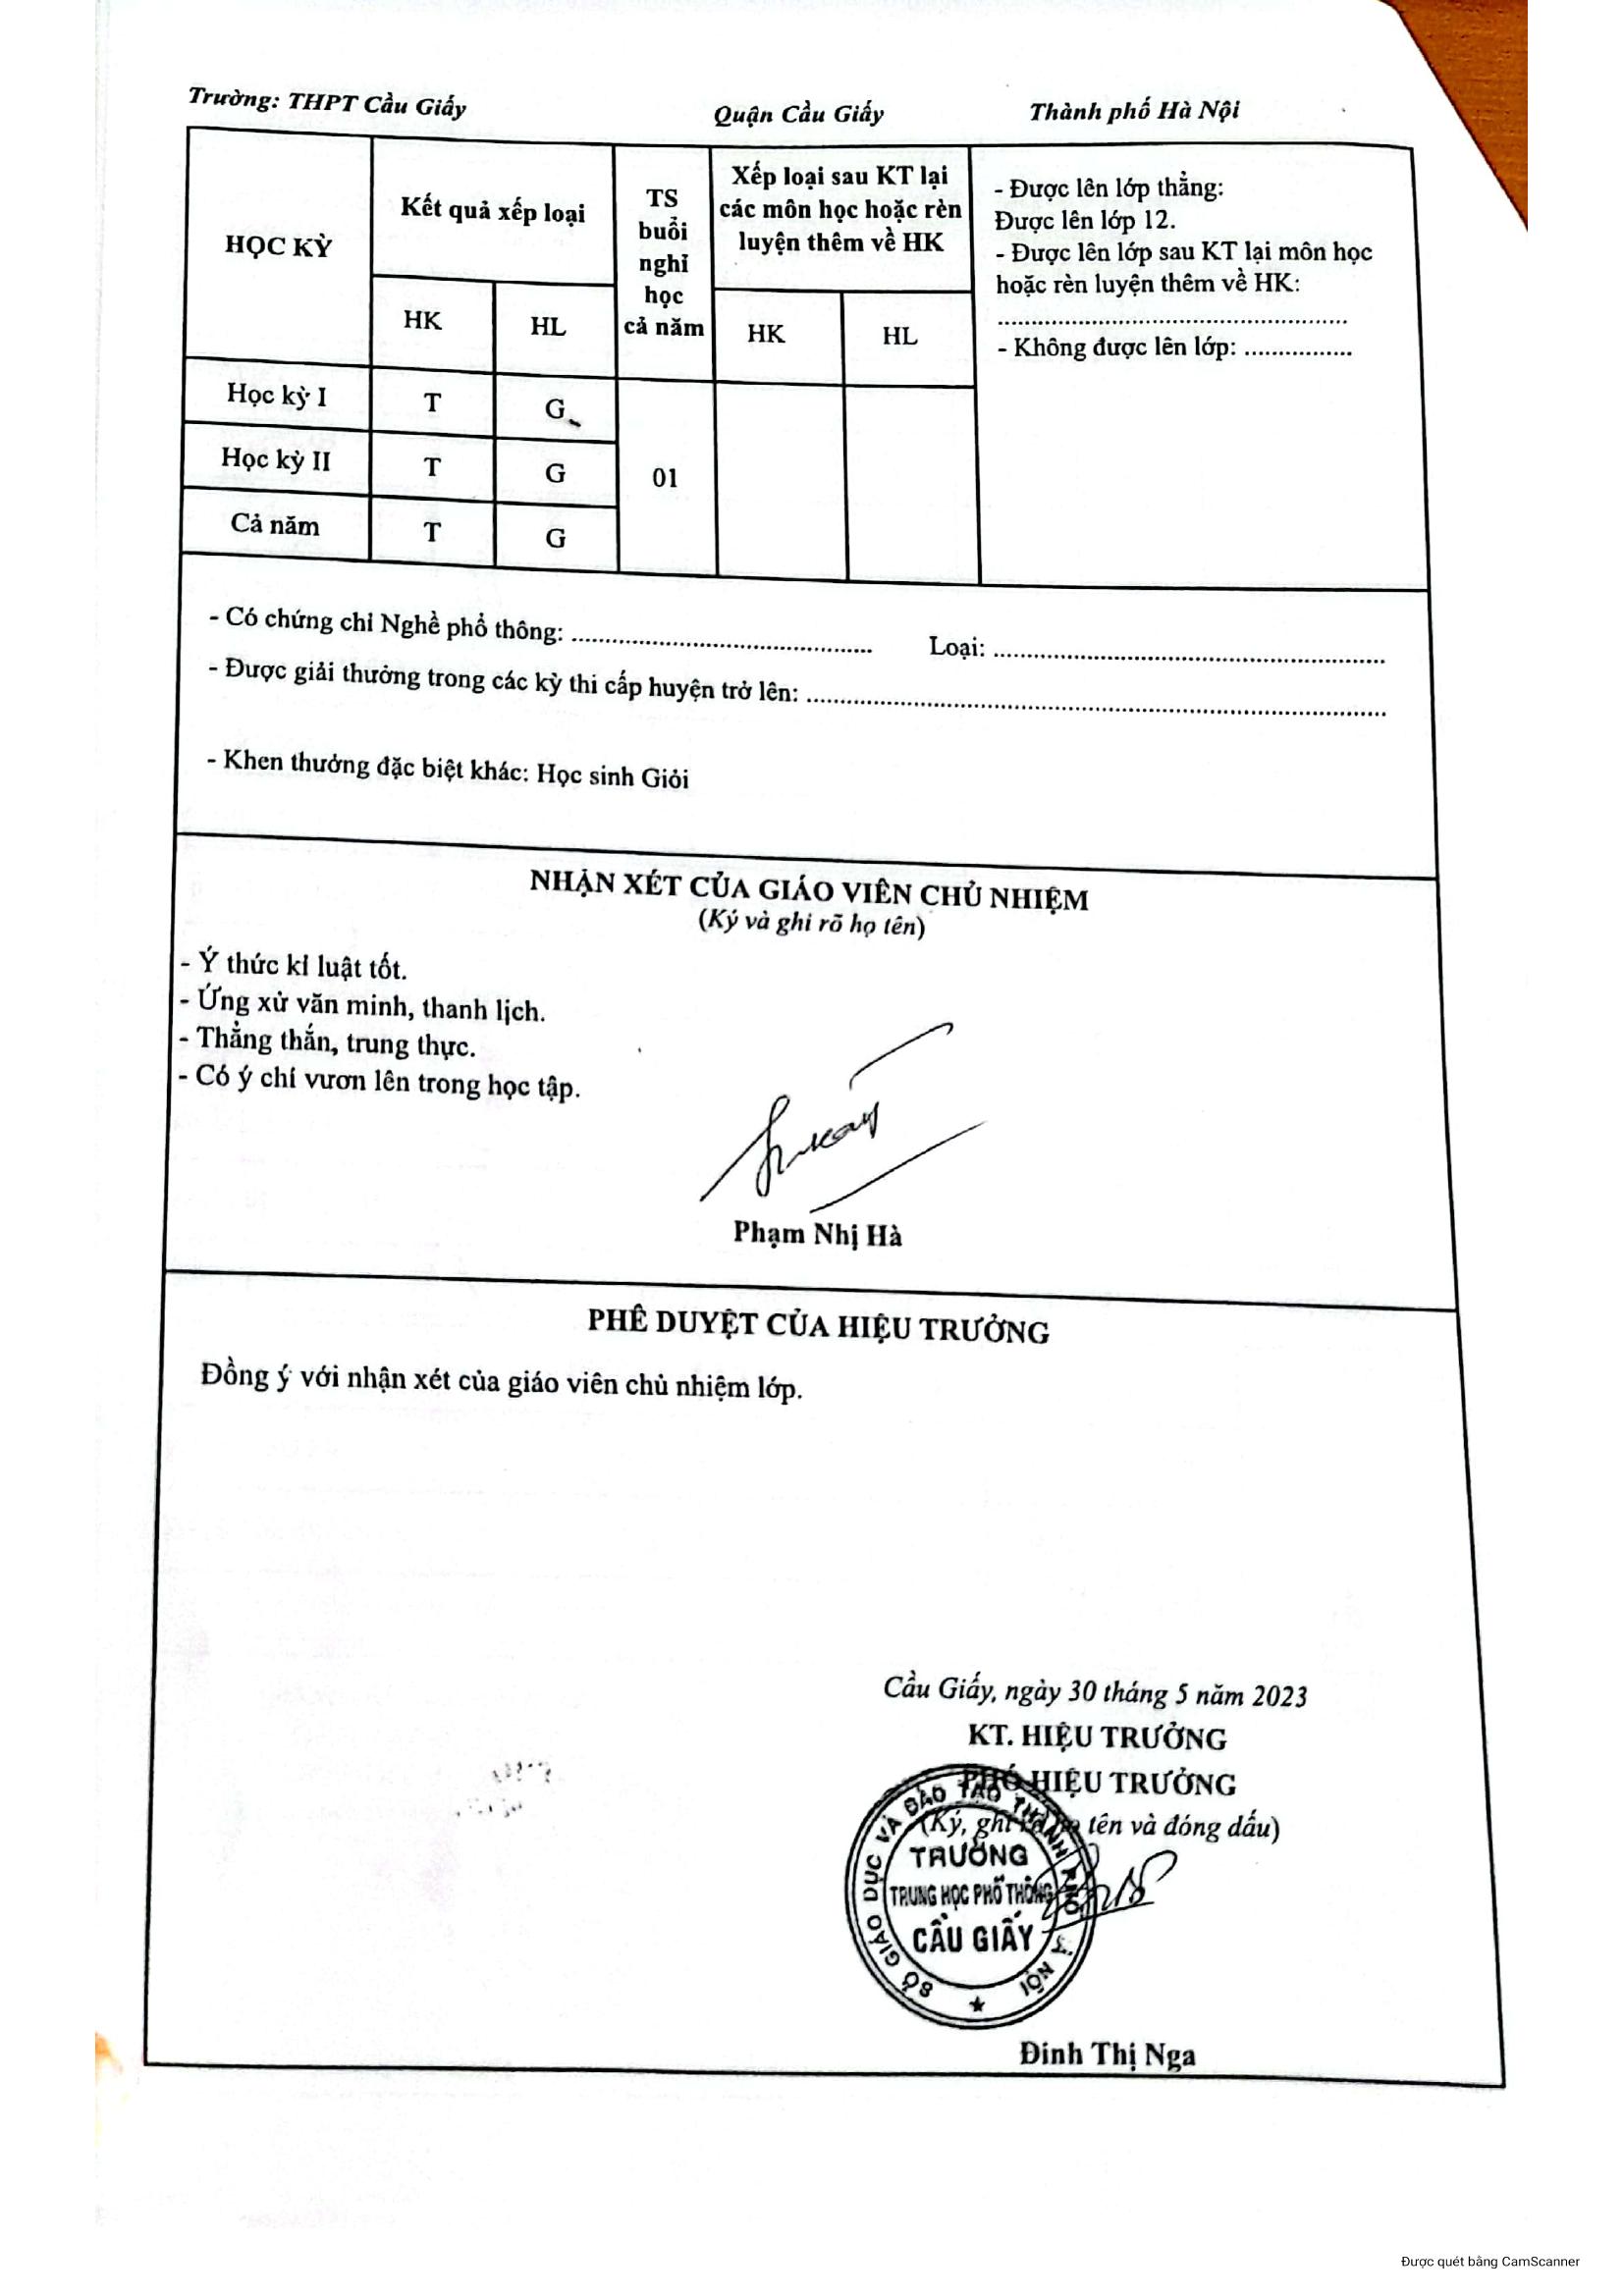 Trường: THPT Cầu Giấy
Quận Cầu Giấy
Thành phố Hà Nội
HỌC KỲ
Kết quả xếp loại
TS
buổi
nghỉ
học
cả năm
Xếp loại sau KT lại
các môn học hoặc rèn
luyện thêm về HK
HK
HL
HK
HL
- Được lên lớp thẳng:
Được lên lớp 12.
- Được lên lớp sau KT lại môn học
hoặc rèn luyện thêm về HK:
....................................................
- Không được lên lớp: ................
Học kỳ I
T
G
Học kỳ II
T
G
01
Cả năm
T
G
- Có chứng chỉ Nghề phổ thông: ............................................. Loại: ...........................................................
- Được giải thưởng trong các kỳ thi cấp huyện trở lên: .......................................................................................
- Khen thưởng đặc biệt khác: Học sinh Giỏi
NHẬN XÉT CỦA GIÁO VIÊN CHỦ NHIỆM
(Ký và ghi rõ họ tên)
- Ý thức kỉ luật tốt.
- Ứng xử văn minh, thanh lịch.
- Thẳng thắn, trung thực.
- Có ý chí vươn lên trong học tập.
Phạm Nhị Hà
PHÊ DUYỆT CỦA HIỆU TRƯỞNG
Đồng ý với nhận xét của giáo viên chủ nhiệm lớp.
Cầu Giấy, ngày 30 tháng 5 năm 2023
KT. HIỆU TRƯỞNG
PHÓ HIỆU TRƯỞNG
(Ký, ghi rõ họ tên và đóng dấu)
SỞ GIÁO DỤC VÀ ĐÀO TẠO THÀNH PHỐ HÀ NỘI
TRƯỜNG
TRUNG HỌC PHỔ THÔNG
CẦU GIẤY
Đinh Thị Nga
Được quét bằng CamScanner